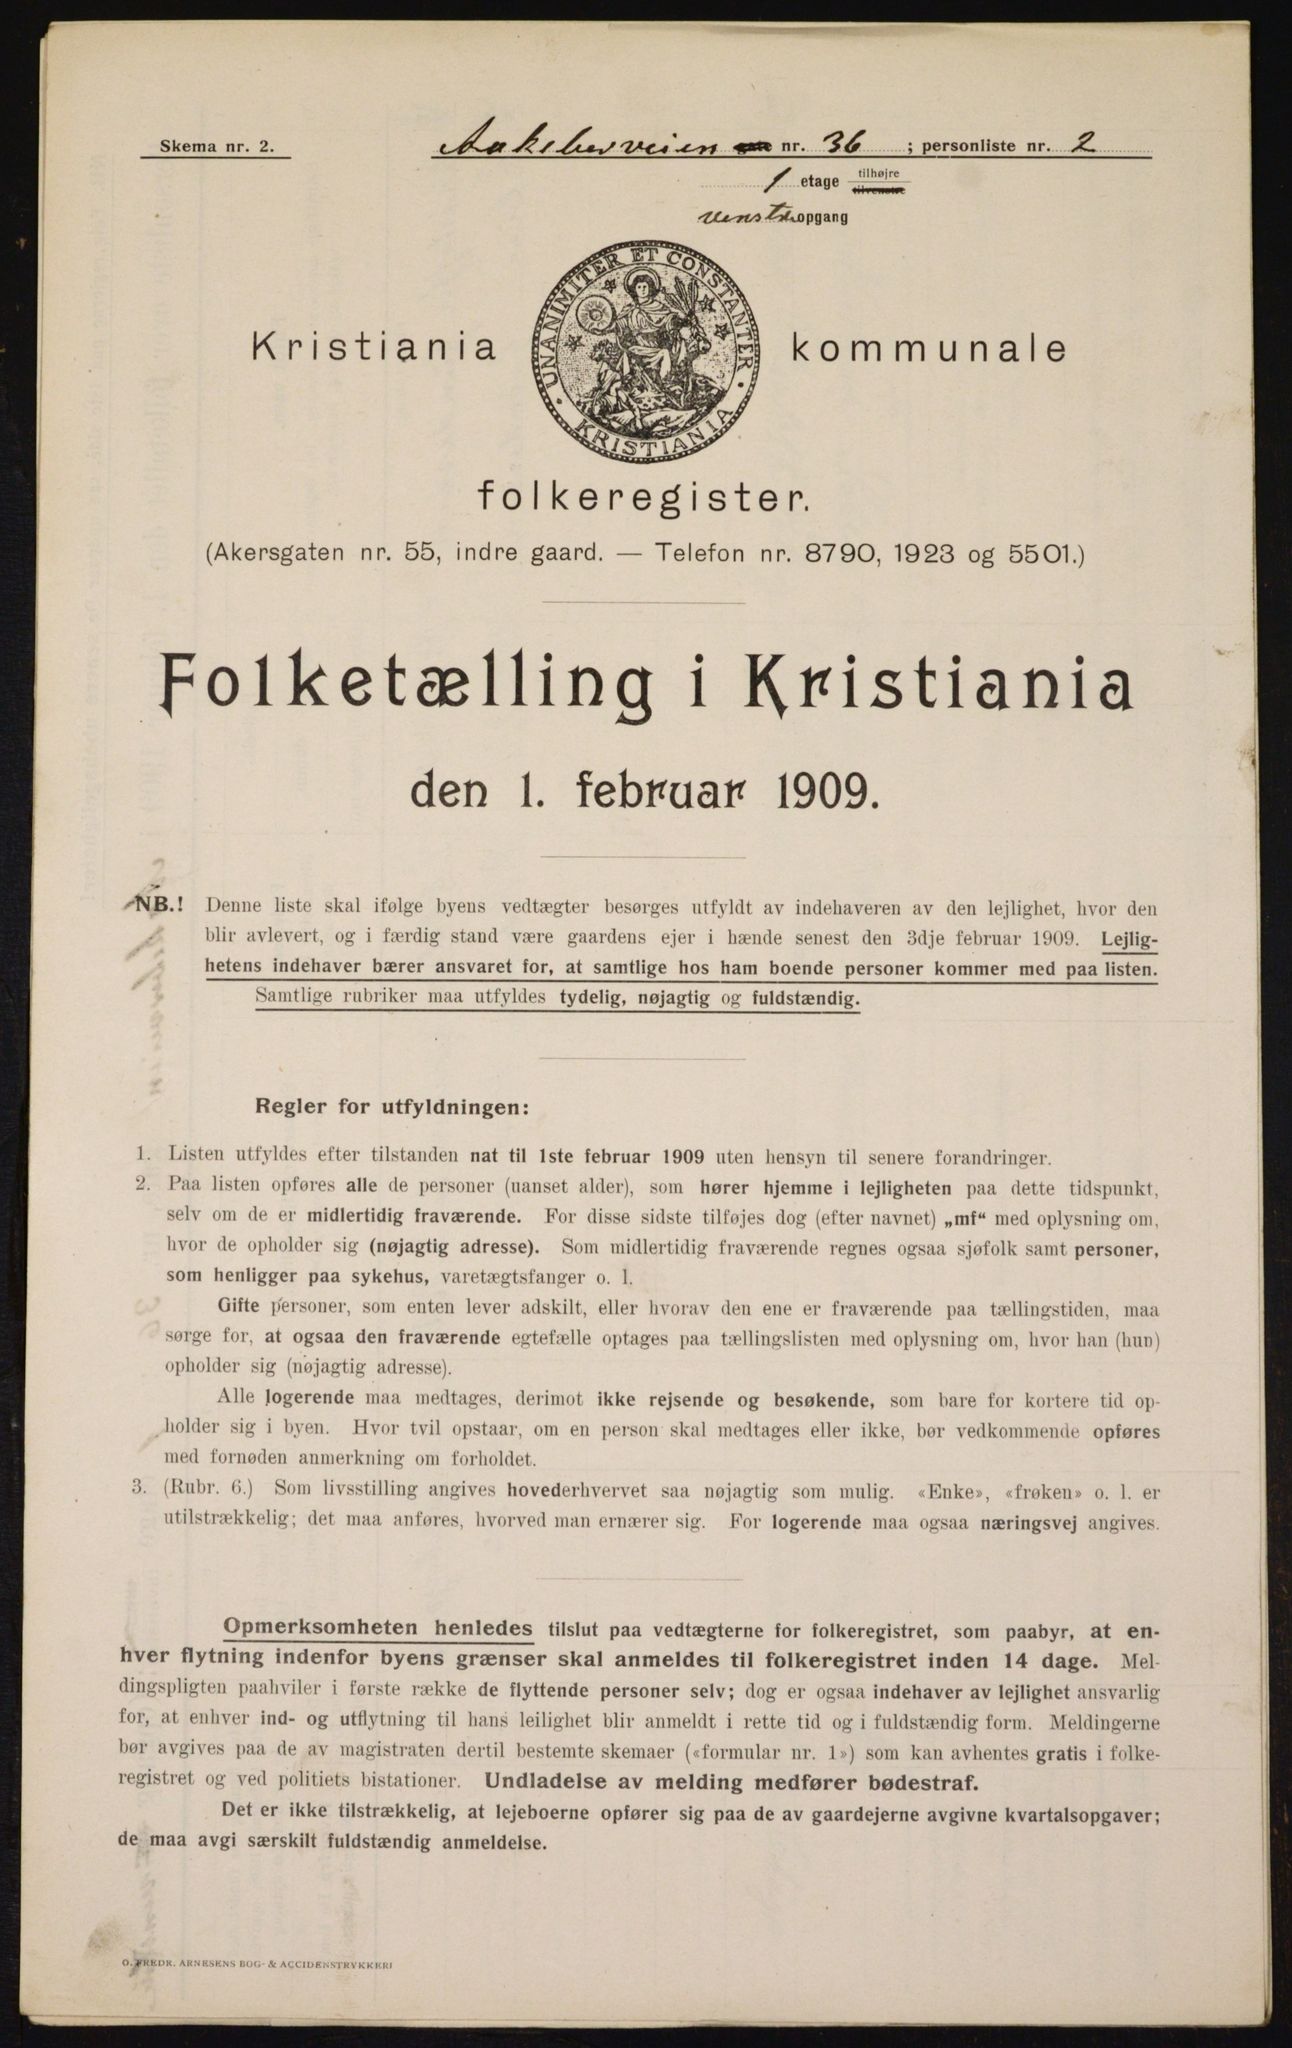 Skema nr. 2.
Aakeberveien nr. 36 ; personliste nr. 2
1 etage tilhøjre tilvenstre
venstre opgang
UNANIMITER ET CONSTANTER
KRISTIANIA
Kristiania kommunale
folkeregister.
(Akersgaten nr. 55, indre gaard. — Telefon nr. 8790, 1923 og 5501.)
Folketælling i Kristiania
den 1. februar 1909.
NB.! Denne liste skal ifølge byens vedtægter besørges utfyldt av indehaveren av den lejlighet, hvor den
blir avlevert, og i færdig stand være gaardens ejer i hænde senest den 3dje februar 1909. Lejlig-
hetens indehaver bærer ansvaret for, at samtlige hos ham boende personer kommer med paa listen.
Samtlige rubriker maa utfyldes tydelig, nøjagtig og fuldstændig.
Regler for utfyldningen:
1. Listen utfyldes efter tilstanden nat til 1ste februar 1909 uten hensyn til senere forandringer.
2. Paa listen opføres alle de personer (uanset alder), som hører hjemme i lejligheten paa dette tidspunkt,
selv om de er midlertidig fraværende. For disse sidste tilføjes dog (efter navnet) „mf“ med oplysning om,
hvor de opholder sig (nøjagtig adresse). Som midlertidig fraværende regnes ogsaa sjøfolk samt personer,
som henligger paa sykehus, varetægtsfanger o. l.
Gifte personer, som enten lever adskilt, eller hvorav den ene er fraværende paa tællingstiden, maa
sørge for, at ogsaa den fraværende egtefælle optages paa tællingslisten med oplysning om, hvor han (hun)
opholder sig (nøjagtig adresse).
Alle logerende maa medtages, derimot ikke rejsende og besøkende, som bare for kortere tid op-
holder sig i byen. Hvor tvil opstaar, om en person skal medtages eller ikke, bør vedkommende opføres
med fornøden anmerkning om forholdet.
3. (Rubr. 6.) Som livsstilling angives hovederhvervet saa nøjagtig som mulig. «Enke», «frøken» o. l. er
utilstrækkelig; det maa anføres, hvorved man ernærer sig. For logerende maa ogsaa næringsvej angives.
Opmerksomheten henledes tilslut paa vedtægterne for folkeregistret, som paabyr, at en-
hver flytning indenfor byens grænser skal anmeldes til folkeregistret inden 14 dage. Mel-
dingspligten paahviler i første række de flyttende personer selv; dog er ogsaa indehaver av lejlighet ansvarlig
for, at enhver ind- og utflytning til hans leilighet blir anmeldt i rette tid og i fuldstændig form. Meldingerne
bør avgives paa de av magistraten dertil bestemte skemaer («formular nr. 1») som kan avhentes gratis i folke-
registret og ved politiets bistationer. Undladelse av melding medfører bødestraf.
Det er ikke tilstrækkelig, at lejeboerne opfører sig paa de av gaardejerne avgivne kvartalsopgaver;
de maa avgi særskilt fuldstændig anmeldelse.
O. FREDR. ARNESENS BOG- & ACCIDENSTRYKKERI